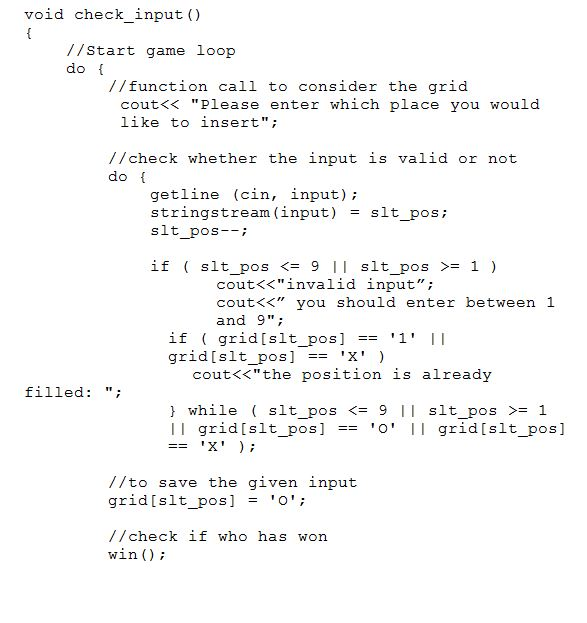 void check_input()
{
//Start game loop
do {
//function call to consider the grid
cout<< "Please enter which place you would
like to insert";
//check whether the input is valid or not
do {
getline (cin, input);
stringstream(input) = slt_pos;
slt_pos--;
if ( slt_pos <= 9 || slt_pos >= 1 )
cout<<"invalid input”;
cout<<” you should enter between 1
and 9";
if ( grid[slt_pos] == '1' ||
grid[slt_pos] == 'X' )
cout<<"the position is already
filled: ";
} while ( slt_pos <= 9 || slt_pos >= 1
|| grid[slt_pos] == 'O' || grid[slt_pos]
== 'X' );
//to save the given input
grid[slt_pos] = 'O';
//check if who has won
win();